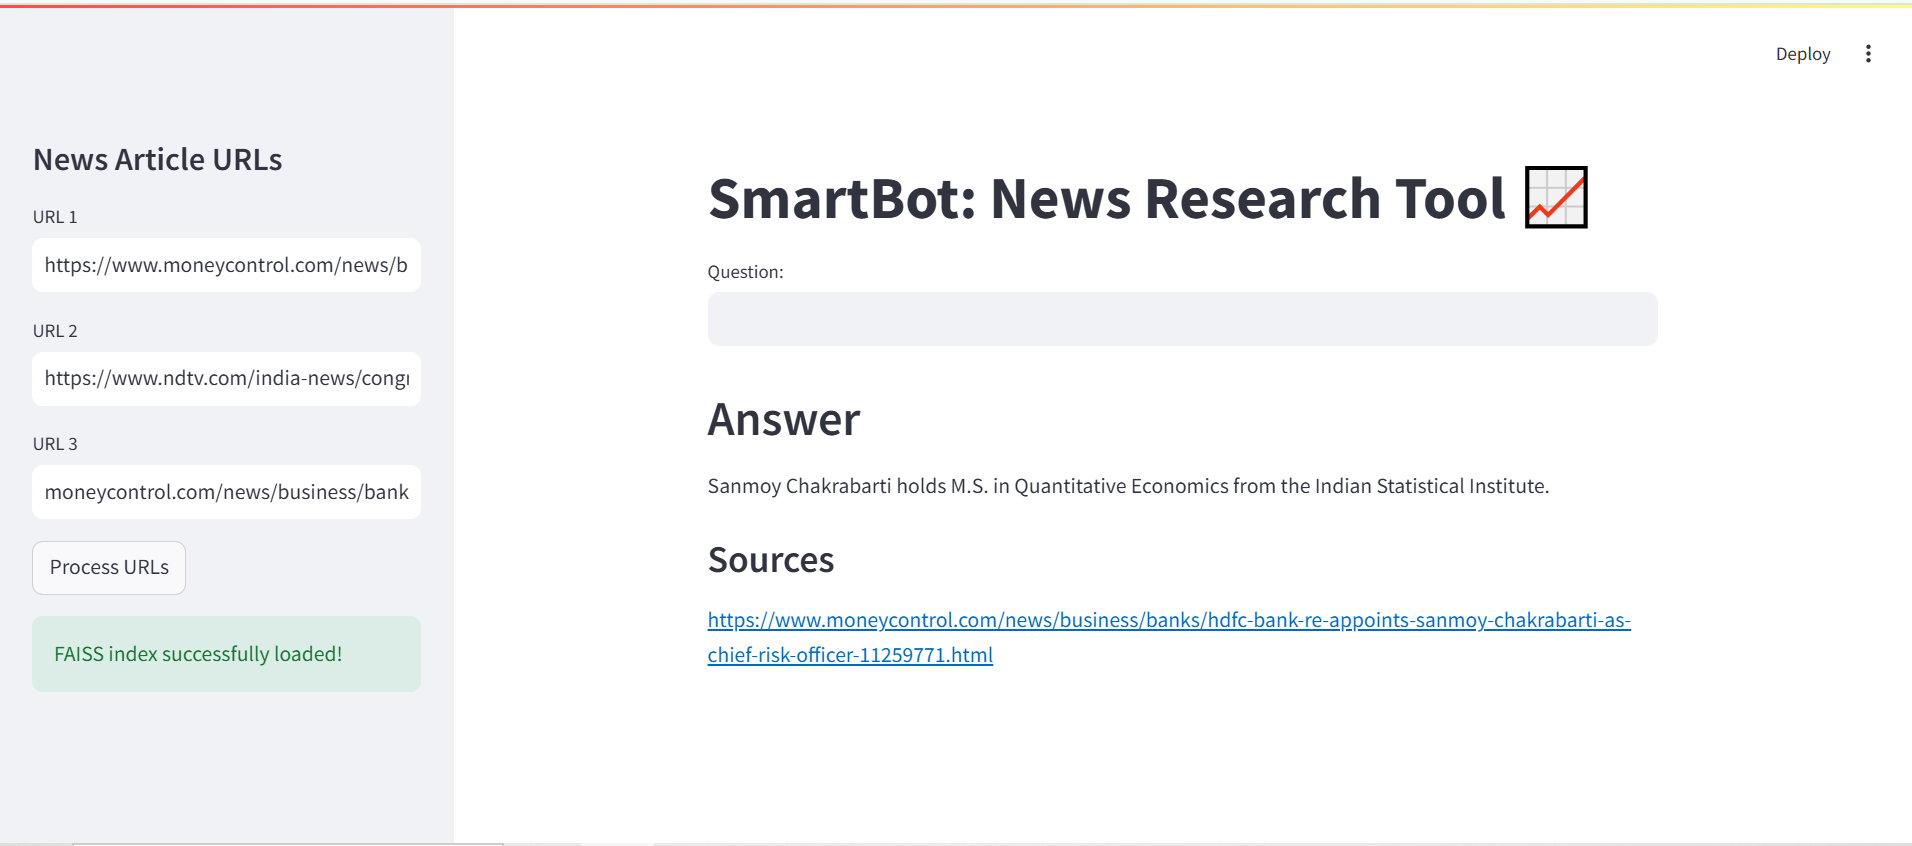 Deploy
News Article URLs
URL 1
https://www.moneycontrol.com/news/b
URL 2
https://www.ndtv.com/india-news/cong
URL 3
moneycontrol.com/news/business/bank
Process URLs
FAISS index successfully loaded!
SmartBot: News Research Tool
Question:
Answer
Sanmoy Chakrabarti holds M.S. in Quantitative Economics from the Indian Statistical Institute.
Sources
https://www.moneycontrol.com/news/business/banks/hdfc-bank-re-appoints-sanmoy-chakrabarti-as-
chief-risk-officer-11259771.html